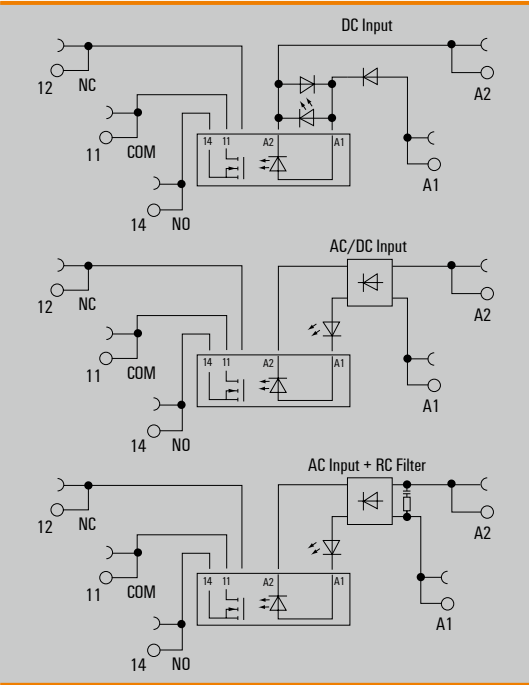 DC Input
12 NC
A2
14 11 A2 A1
11 COM
A1
14 NO
AC/DC Input
12 NC
A2
14 11 A2 A1
11 COM
A1
14 NO
AC Input + RC Filter
12 NC
A2
14 11 A2 A1
11 COM
A1
14 NO